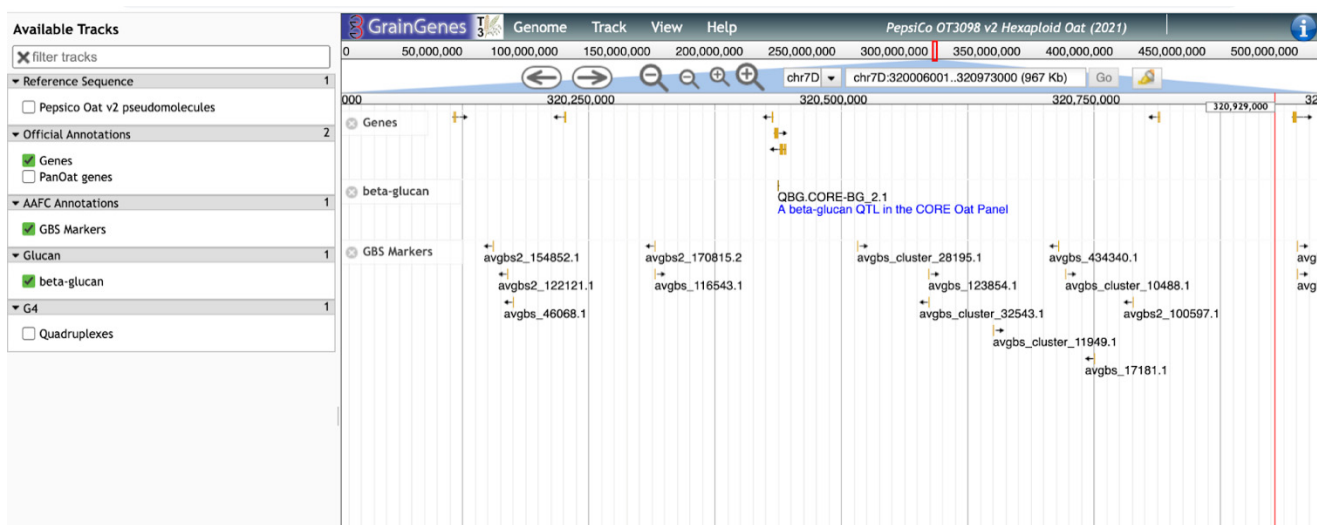 Available Tracks
filter tracks
Reference Sequence 1
Pepsico Oat v2 pseudomolecules
Official Annotations 2
Genes
PanOat genes
AAFC Annotations 1
GBS Markers
Glucan 1
beta-glucan
G4 1
Quadruplexes
GrainGenes T3 Genome Track View Help PepsiCo OT3098 v2 Hexaploid Oat (2021)
0 50,000,000 100,000,000 150,000,000 200,000,000 250,000,000 300,000,000 350,000,000 400,000,000 450,000,000 500,000,000
chr7D chr7D:320006001..320973000 (967 Kb) Go
000 320,250,000 320,500,000 320,750,000 32
320,929,000
Genes
beta-glucan
QBG.CORE-BG_2.1
A beta-glucan QTL in the CORE Oat Panel
GBS Markers
avgbs2_154852.1 avgbs2_170815.2 avgbs_cluster_28195.1 avgbs_434340.1 avg
avgbs2_122121.1 avgbs_116543.1 avgbs_123854.1 avgbs_cluster_10488.1 avg
avgbs_46068.1 avgbs_cluster_32543.1 avgbs2_100597.1
avgbs_cluster_11949.1
avgbs_17181.1